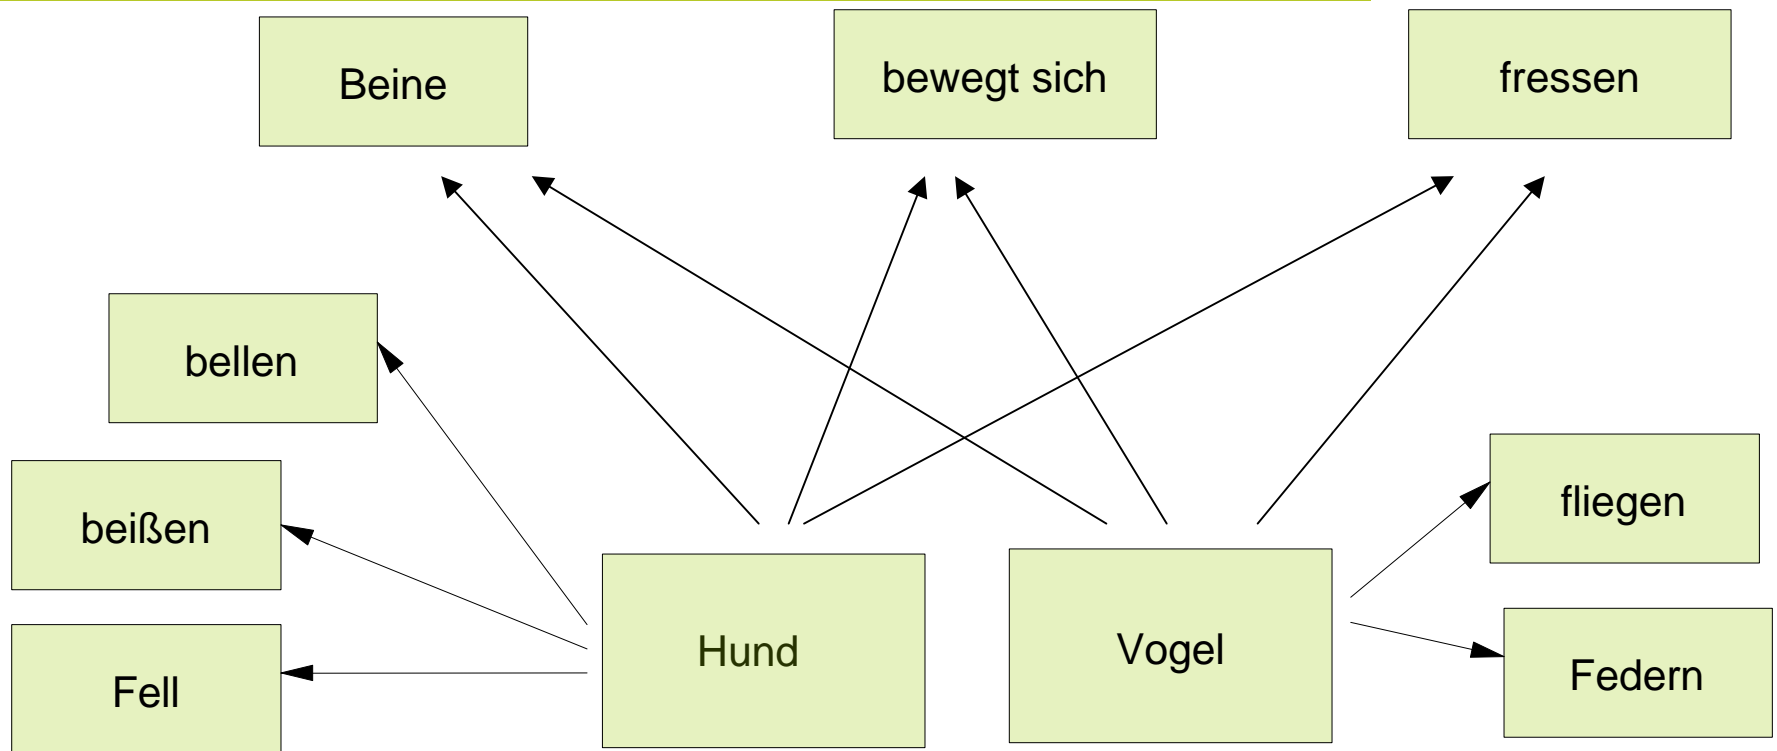 Beine
bewegt sich
fressen
bellen
beißen
Fell
Hund
Vogel
fliegen
Federn